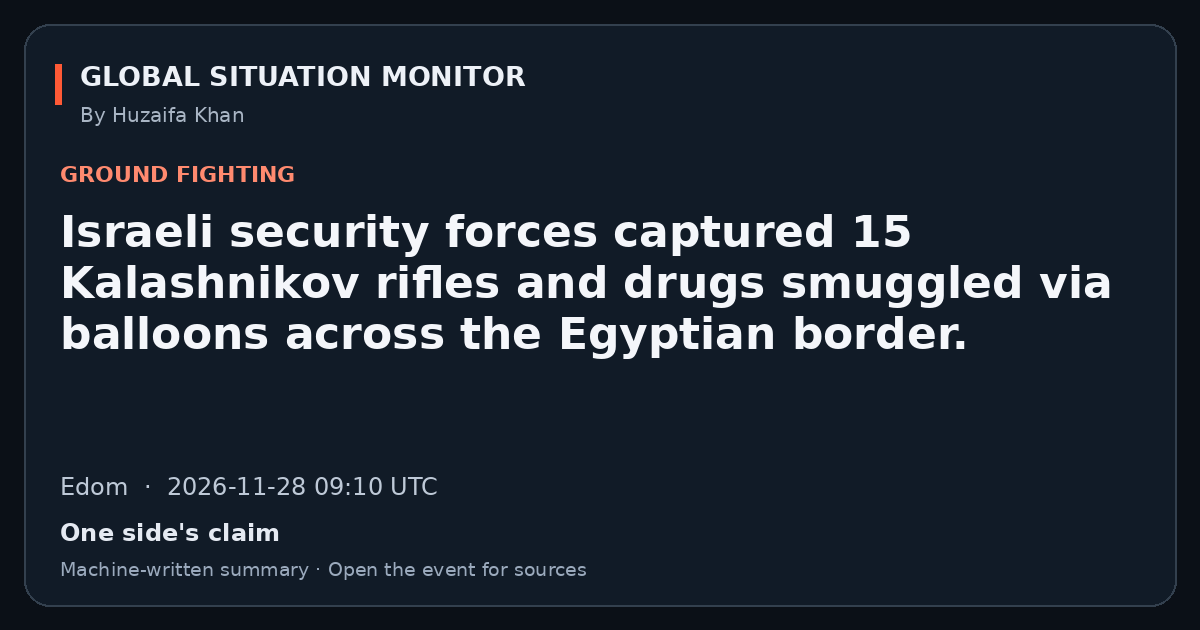 GLOBAL SITUATION MONITOR
By Huzaifa Khan
GROUND FIGHTING
Israeli security forces captured 15
Kalashnikov rifles and drugs smuggled via
balloons across the Egyptian border.
Edom · 2026-11-28 09:10 UTC
One side's claim
Machine-written summary · Open the event for sources